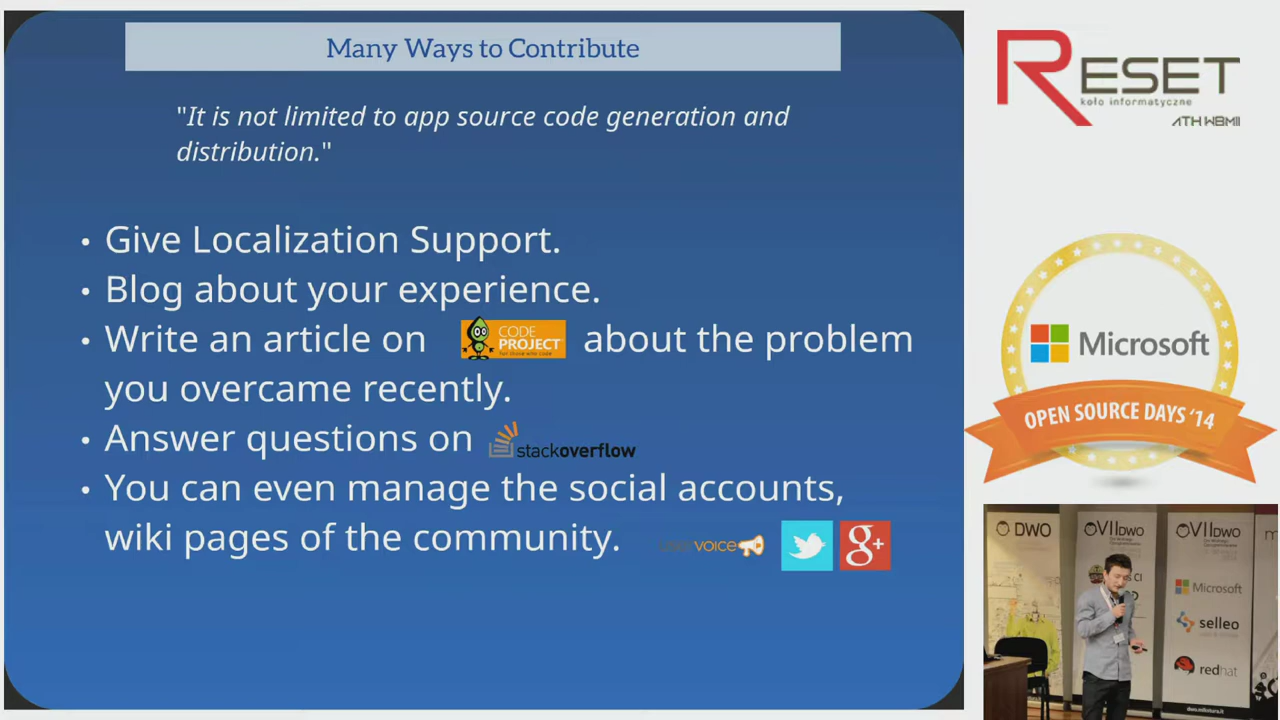 Many Ways to Contribute
"It is not limited to app source code generation and
distribution."
• Give Localization Support.
• Blog about your experience.
• Write an article on CODE PROJECT about the problem
you overcame recently.
• Answer questions on stackoverflow
• You can even manage the social accounts,
wiki pages of the community. voice g+
RESET
koło informatyczne
ATH WBMiI
Microsoft
OPEN SOURCE DAYS '14
DWO
VII DWO
VII DWO
Microsoft
selleo
redhat